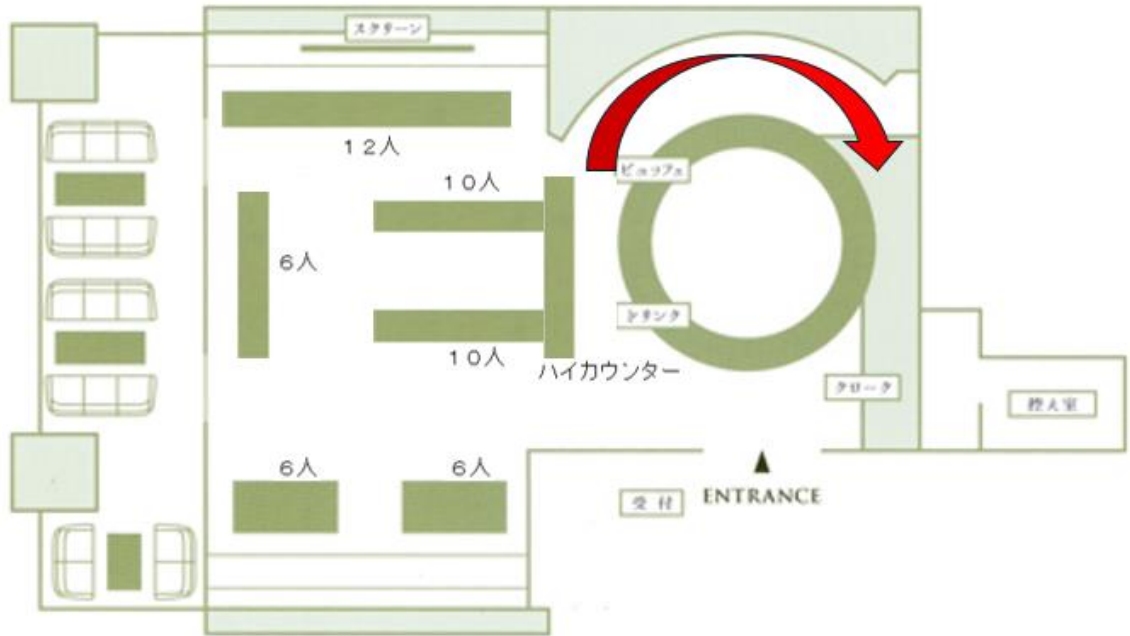 スクリーン
１２人
１０人
ビュッフェ
６人
ドリンク
１０人
ハイカウンター
クローク
控え室
６人
６人
受付
ENTRANCE